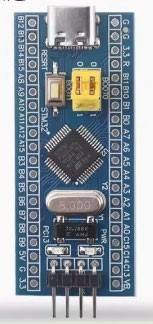 B12
B13
B14
B15
A8
A9
A10
A11
A12
A15
B3
B4
B5
B6
B7
B8
B9
5V
G
3.3
RESET
BOOT0
STM32
8.000
PC13
PWR
G
G
3.3
R
B11
B10
B1
B0
A7
A6
A5
A4
A3
A2
A1
A0
C15
C14
C13
VB